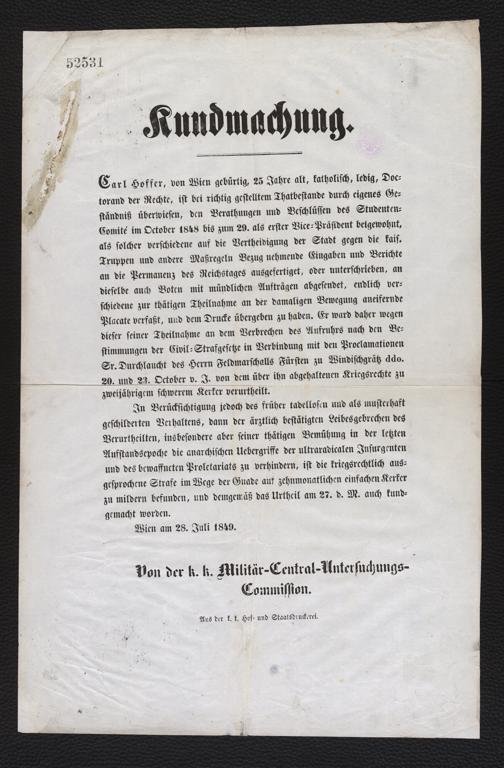 52531
Kundmachung.
Carl Hoffer, von Wien gebürtig, 25 Jahre alt, katholisch, ledig, Doc-
torand der Rechte, ist bei richtig gestelltem Thatbestande durch eigenes Ge-
ständniß überwiesen, den Berathungen und Beschlüssen des Studenten-
Comité im October 1848 bis zum 29. als erster Vice-Präsident beigewohnt,
als solcher verschiedene auf die Vertheidigung der Stadt gegen die kais.
Truppen und andere Maßregeln Bezug nehmende Eingaben und Berichte
an die Permanenz des Reichstages ausgefertiget, oder unterschrieben, an
dieselbe auch Boten mit mündlichen Aufträgen abgesendet, endlich ver-
schiedene zur thätigen Theilnahme an der damaligen Bewegung aneifernde
Placate verfaßt, und dem Drucke übergeben zu haben. Er ward daher wegen
dieser seiner Theilnahme an dem Verbrechen des Aufruhrs nach den Be-
stimmungen der Civil-Strafgesetze in Verbindung mit den Proclamationen
Sr. Durchlaucht des Herrn Feldmarschalls Fürsten zu Windischgrätz ddo.
20. und 23. October v. J. von dem über ihn abgehaltenen Kriegsrechte zu
zweijährigem schwerem Kerker verurtheilt.
In Berücksichtigung jedoch des früher tadellosen und als musterhaft
geschilderten Verhaltens, dann der ärztlich bestätigten Leibesgebrechen des
Verurtheilten, insbesondere aber seiner thätigen Bemühung in der letzten
Aufstandsepoche die anarchischen Uebergriffe der ultraradicalen Insurgenten
und des bewaffneten Proletariats zu verhindern, ist die kriegsrechtlich aus-
gesprochene Strafe im Wege der Gnade auf zehnmonatlichen einfachen Kerker
zu mildern befunden, und demgemäß das Urtheil am 27. d. M. auch kund-
gemacht worden.
Wien am 28. Juli 1849.
Von der k. k. Militär-Central-Untersuchungs-
Commission.
Aus der k. k. Hof- und Staatsdruckerei.